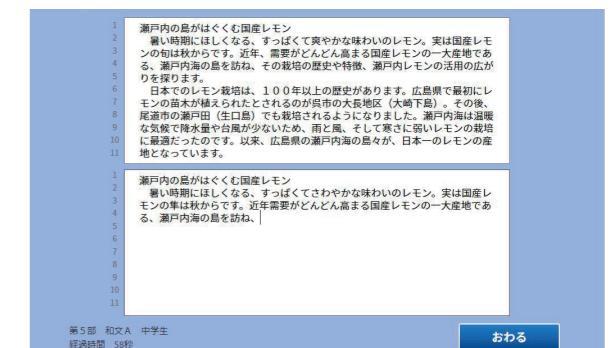 1 瀬戸内の島がはぐくむ国産レモン
2 暑い時期にほしくなる、すっぱくて爽やかな味わいのレモン。実は国産レモ
3 ンの旬は秋からです。近年、需要がどんどん高まる国産レモンの一大産地であ
4 る、瀬戸内海の島を訪ね、その栽培の歴史や特徴、瀬戸内レモンの活用の広が
5 りを探ります。
6 日本でのレモン栽培は、１００年以上の歴史があります。広島県で最初にレ
7 モンの苗木が植えられたとされるのが呉市の大長地区（大崎下島）。その後、
8 尾道市の瀬戸田（生口島）でも栽培されるようになりました。瀬戸内海は温暖
9 な気候で降水量や台風が少ないため、雨と風、そして寒さに弱いレモンの栽培
10 に最適だったのです。以来、広島県の瀬戸内海の島々が、日本一のレモンの産
11 地となっています。
1 瀬戸内の島がはぐくむ国産レモン
2 暑い時期にほしくなる、すっぱくてさわやかな味わいのレモン。実は国産レ
3 モンの隼は秋からです。近年需要がどんどん高まる国産レモンの一大産地であ
4 る、瀬戸内海の島を訪ね、
5
6
7
8
9
10
11
第５部 和文Ａ 中学生
経過時間 58秒
おわる